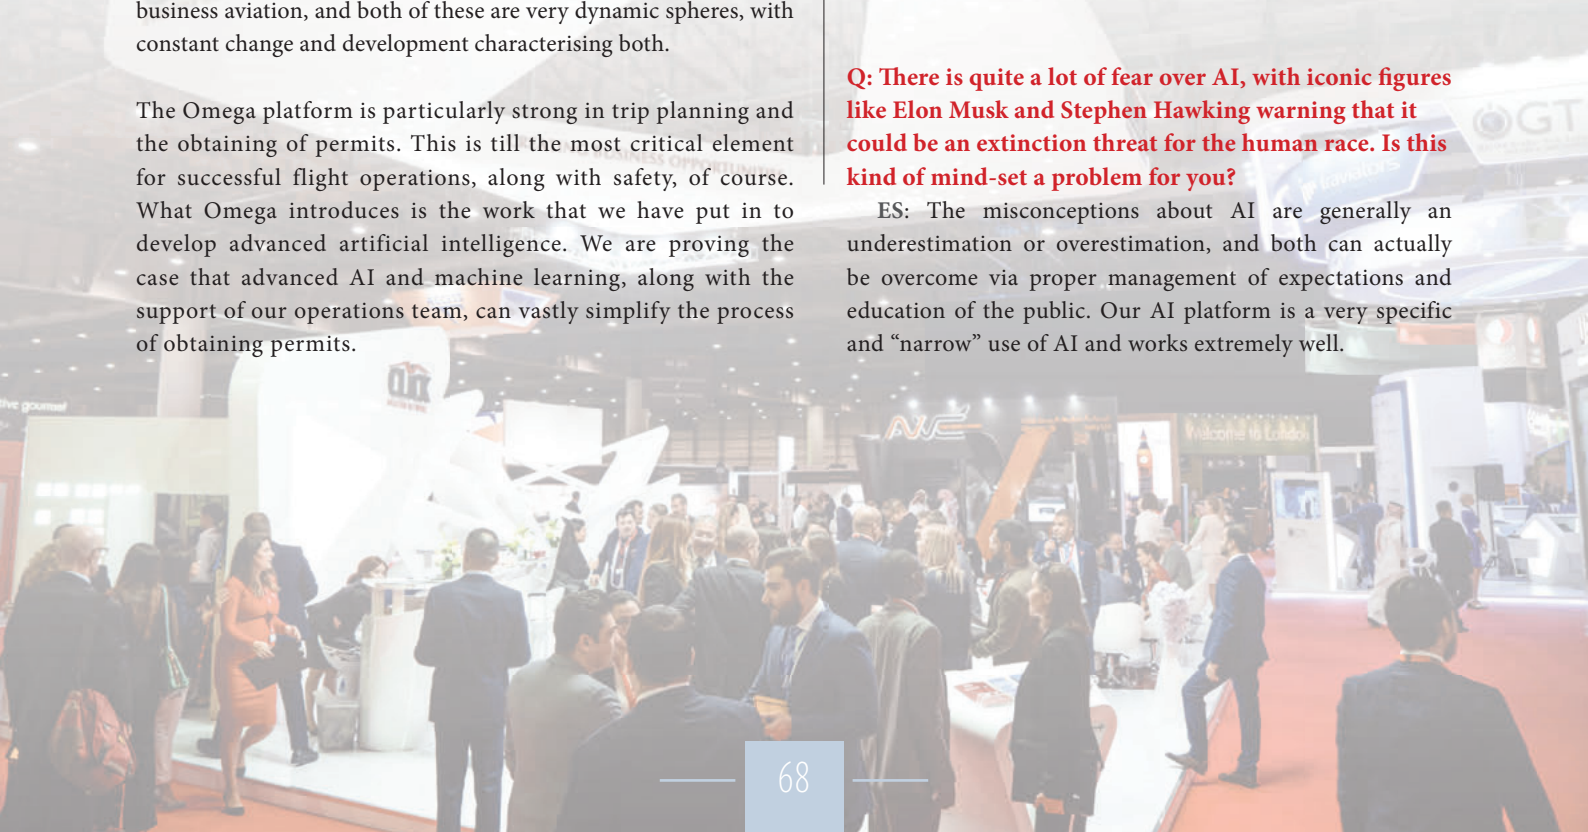 business aviation, and both of these are very dynamic spheres, with
constant change and development characterising both.
The Omega platform is particularly strong in trip planning and
the obtaining of permits. This is till the most critical element
for successful flight operations, along with safety, of course.
What Omega introduces is the work that we have put in to
develop advanced artificial intelligence. We are proving the
case that advanced AI and machine learning, along with the
support of our operations team, can vastly simplify the process
of obtaining permits.
Q: There is quite a lot of fear over AI, with iconic figures
like Elon Musk and Stephen Hawking warning that it
could be an extinction threat for the human race. Is this
kind of mind-set a problem for you?
ES: The misconceptions about AI are generally an
underestimation or overestimation, and both can actually
be overcome via proper management of expectations and
education of the public. Our AI platform is a very specific
and “narrow” use of AI and works extremely well.
BUSINESS OPPORTUNITIES
OGT
traviators
Welcome to London
68